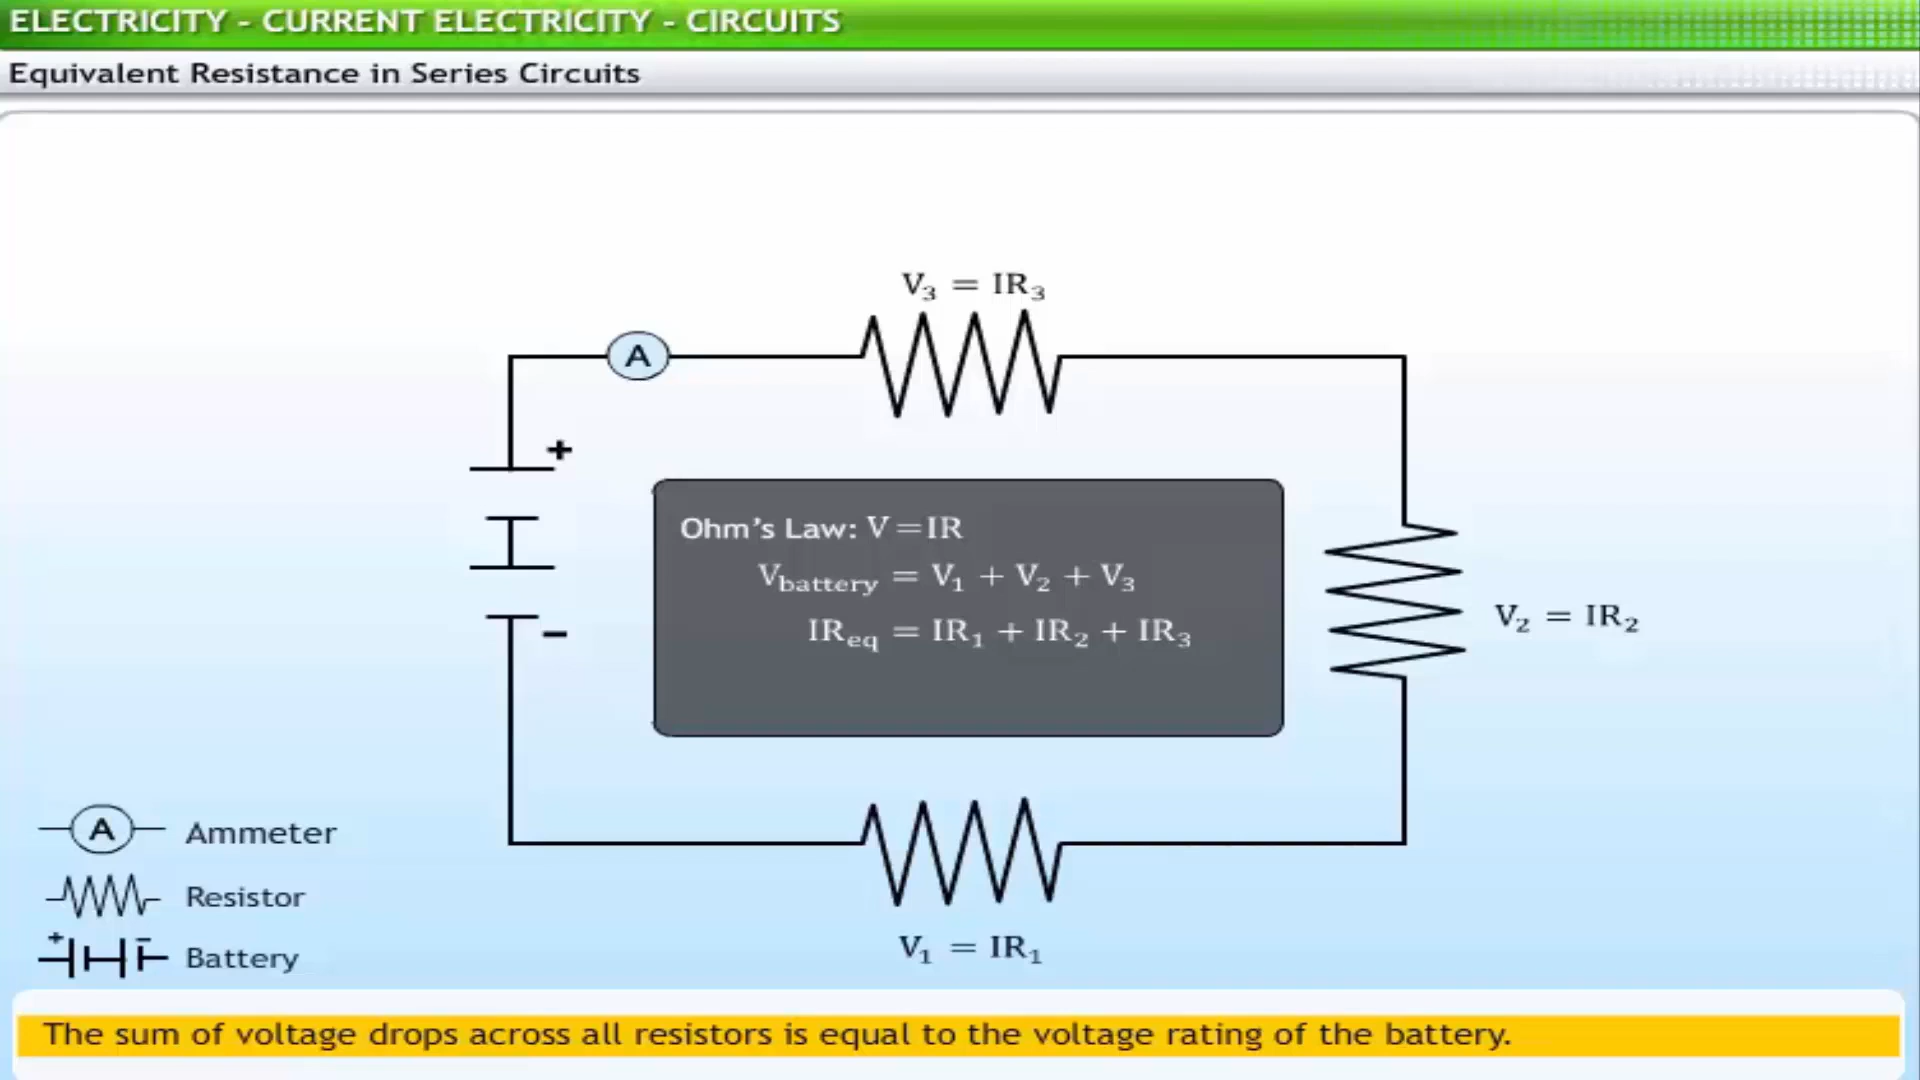 ELECTRICITY - CURRENT ELECTRICITY - CIRCUITS
Equivalent Resistance in Series Circuits
V₃ = IR₃
A
+
Ohm's Law: V=IR
V_battery = V₁ + V₂ + V₃
IR_eq = IR₁ + IR₂ + IR₃
V₂ = IR₂
-
A Ammeter
Resistor
+ - Battery
V₁ = IR₁
The sum of voltage drops across all resistors is equal to the voltage rating of the battery.